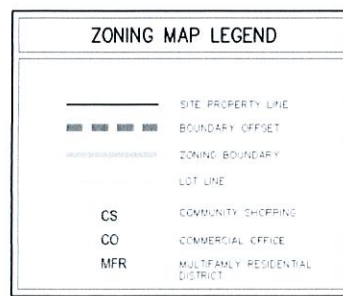 ZONING MAP LEGEND
SITE PROPERTY LINE
BOUNDARY OFFSET
ZONING BOUNDARY
LOT LINE
CS COMMUNITY SHOPPING
CO COMMERCIAL OFFICE
MFR MULTIFAMLY RESIDENTIAL
DISTRICT